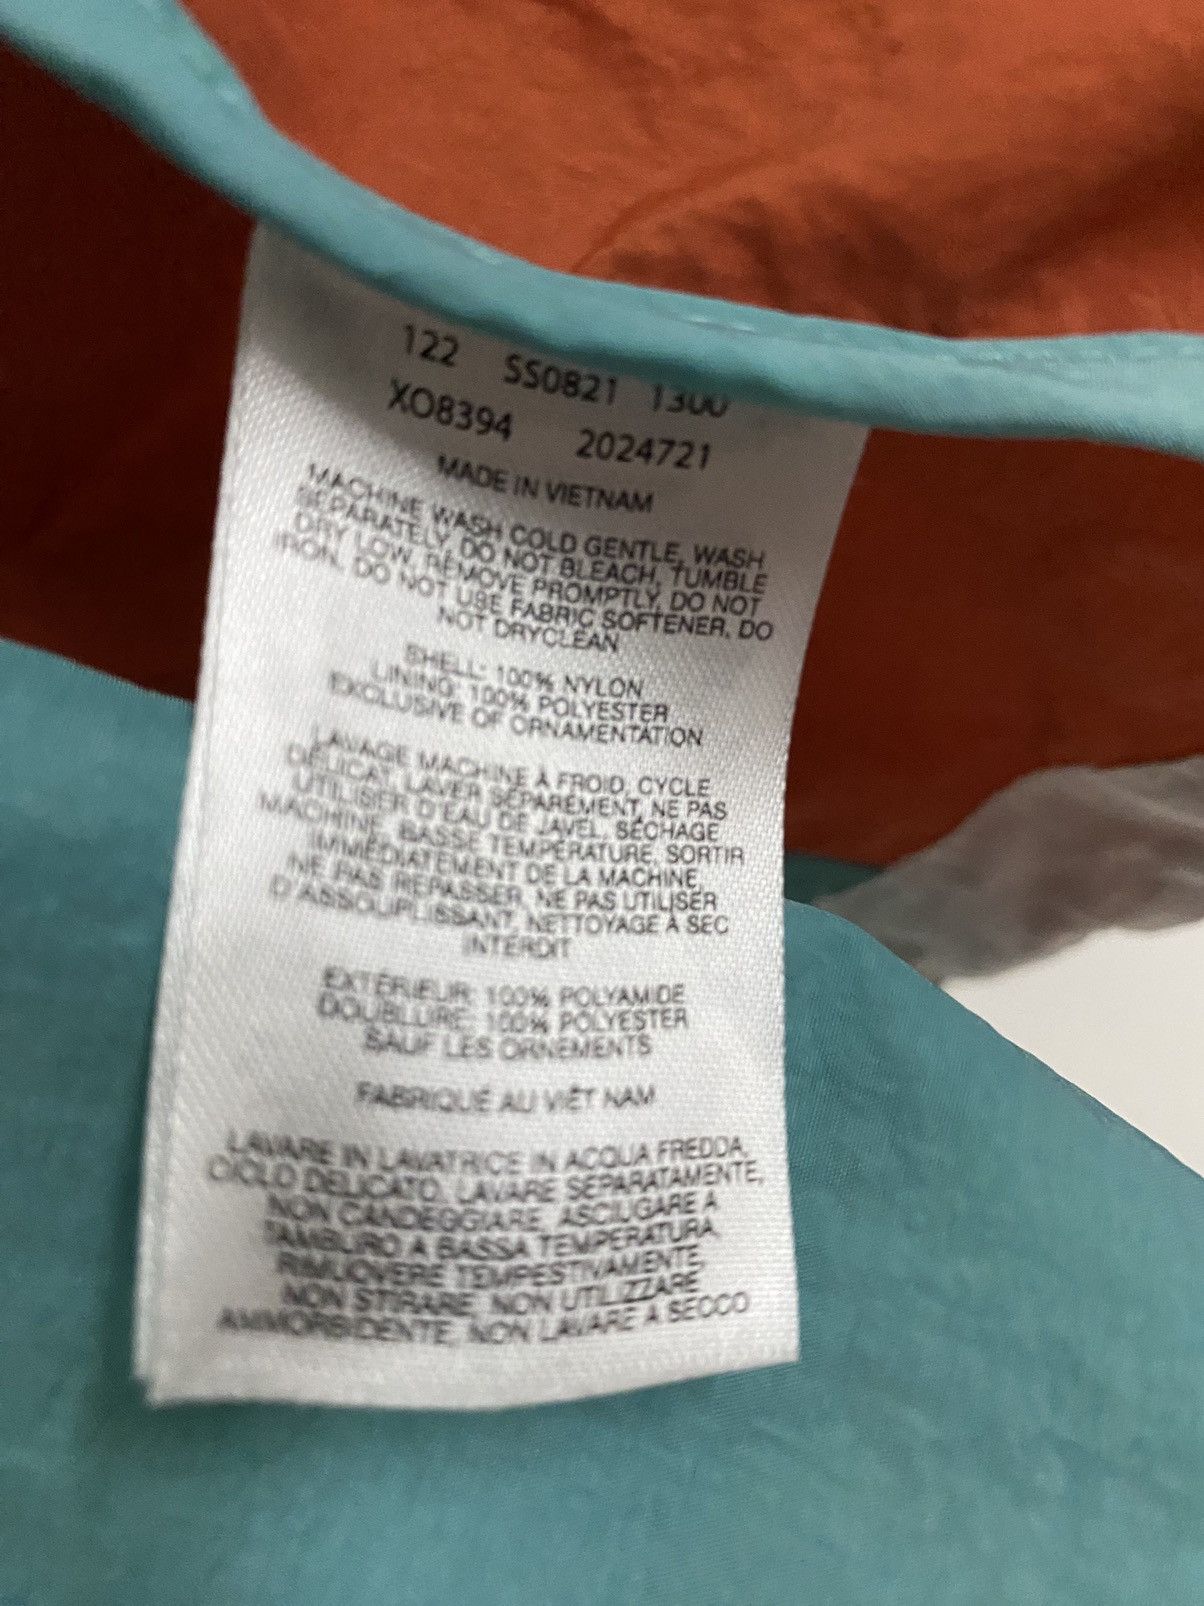 122 SS0821 1300
XO8394 2024721
MADE IN VIETNAM
MACHINE WASH COLD GENTLE, WASH
SEPARATELY, DO NOT BLEACH, TUMBLE
DRY LOW, REMOVE PROMPTLY, DO NOT
IRON, DO NOT USE FABRIC SOFTENER, DO
NOT DRYCLEAN
SHELL: 100% NYLON
LINING: 100% POLYESTER
EXCLUSIVE OF ORNAMENTATION
LAVAGE MACHINE À FROID, CYCLE
DÉLICAT, LAVER SÉPARÉMENT, NE PAS
UTILISER D'EAU DE JAVEL, SÉCHAGE
MACHINE, BASSE TEMPÉRATURE, SORTIR
IMMÉDIATEMENT DE LA MACHINE,
NE PAS REPASSER, NE PAS UTILISER
D'ASSOUPLISSANT, NETTOYAGE À SEC
INTERDIT
EXTÉRIEUR: 100% POLYAMIDE
DOUBLURE: 100% POLYESTER
SAUF LES ORNEMENTS
FABRIQUÉ AU VIÊT NAM
LAVARE IN LAVATRICE IN ACQUA FREDDA,
CICLO DELICATO, LAVARE SEPARATAMENTE,
NON CANDEGGIARE, ASCIUGARE A
TAMBURO A BASSA TEMPERATURA,
RIMUOVERE TEMPESTIVAMENTE,
NON STIRARE, NON UTILIZZARE
AMMORBIDENTE, NON LAVARE A SECCO